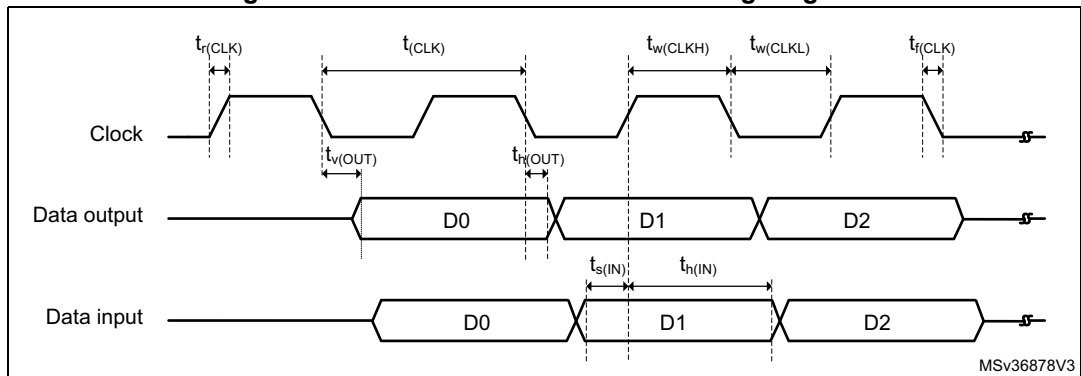 tr(CLK) t(CLK) tw(CLKH) tw(CLKL) tf(CLK)
Clock
tv(OUT) th(OUT)
Data output D0 D1 D2
ts(IN) th(IN)
Data input D0 D1 D2
MSv36878V3